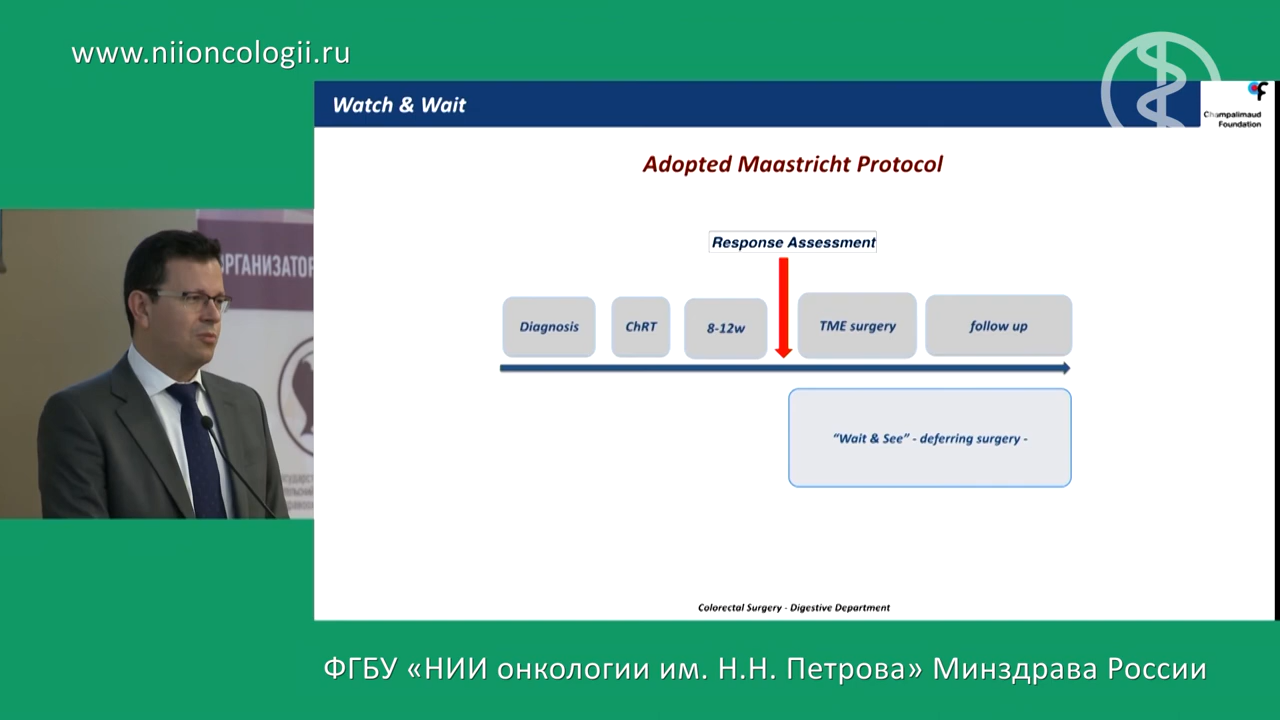 www.niioncologii.ru
Watch & Wait
Champalimaud
Foundation
Adopted Maastricht Protocol
Response Assessment
Diagnosis
ChRT
8-12w
TME surgery
follow up
“Wait & See” - deferring surgery -
Colorectal Surgery - Digestive Department
ФГБУ «НИИ онкологии им. Н.Н. Петрова» Минздрава России